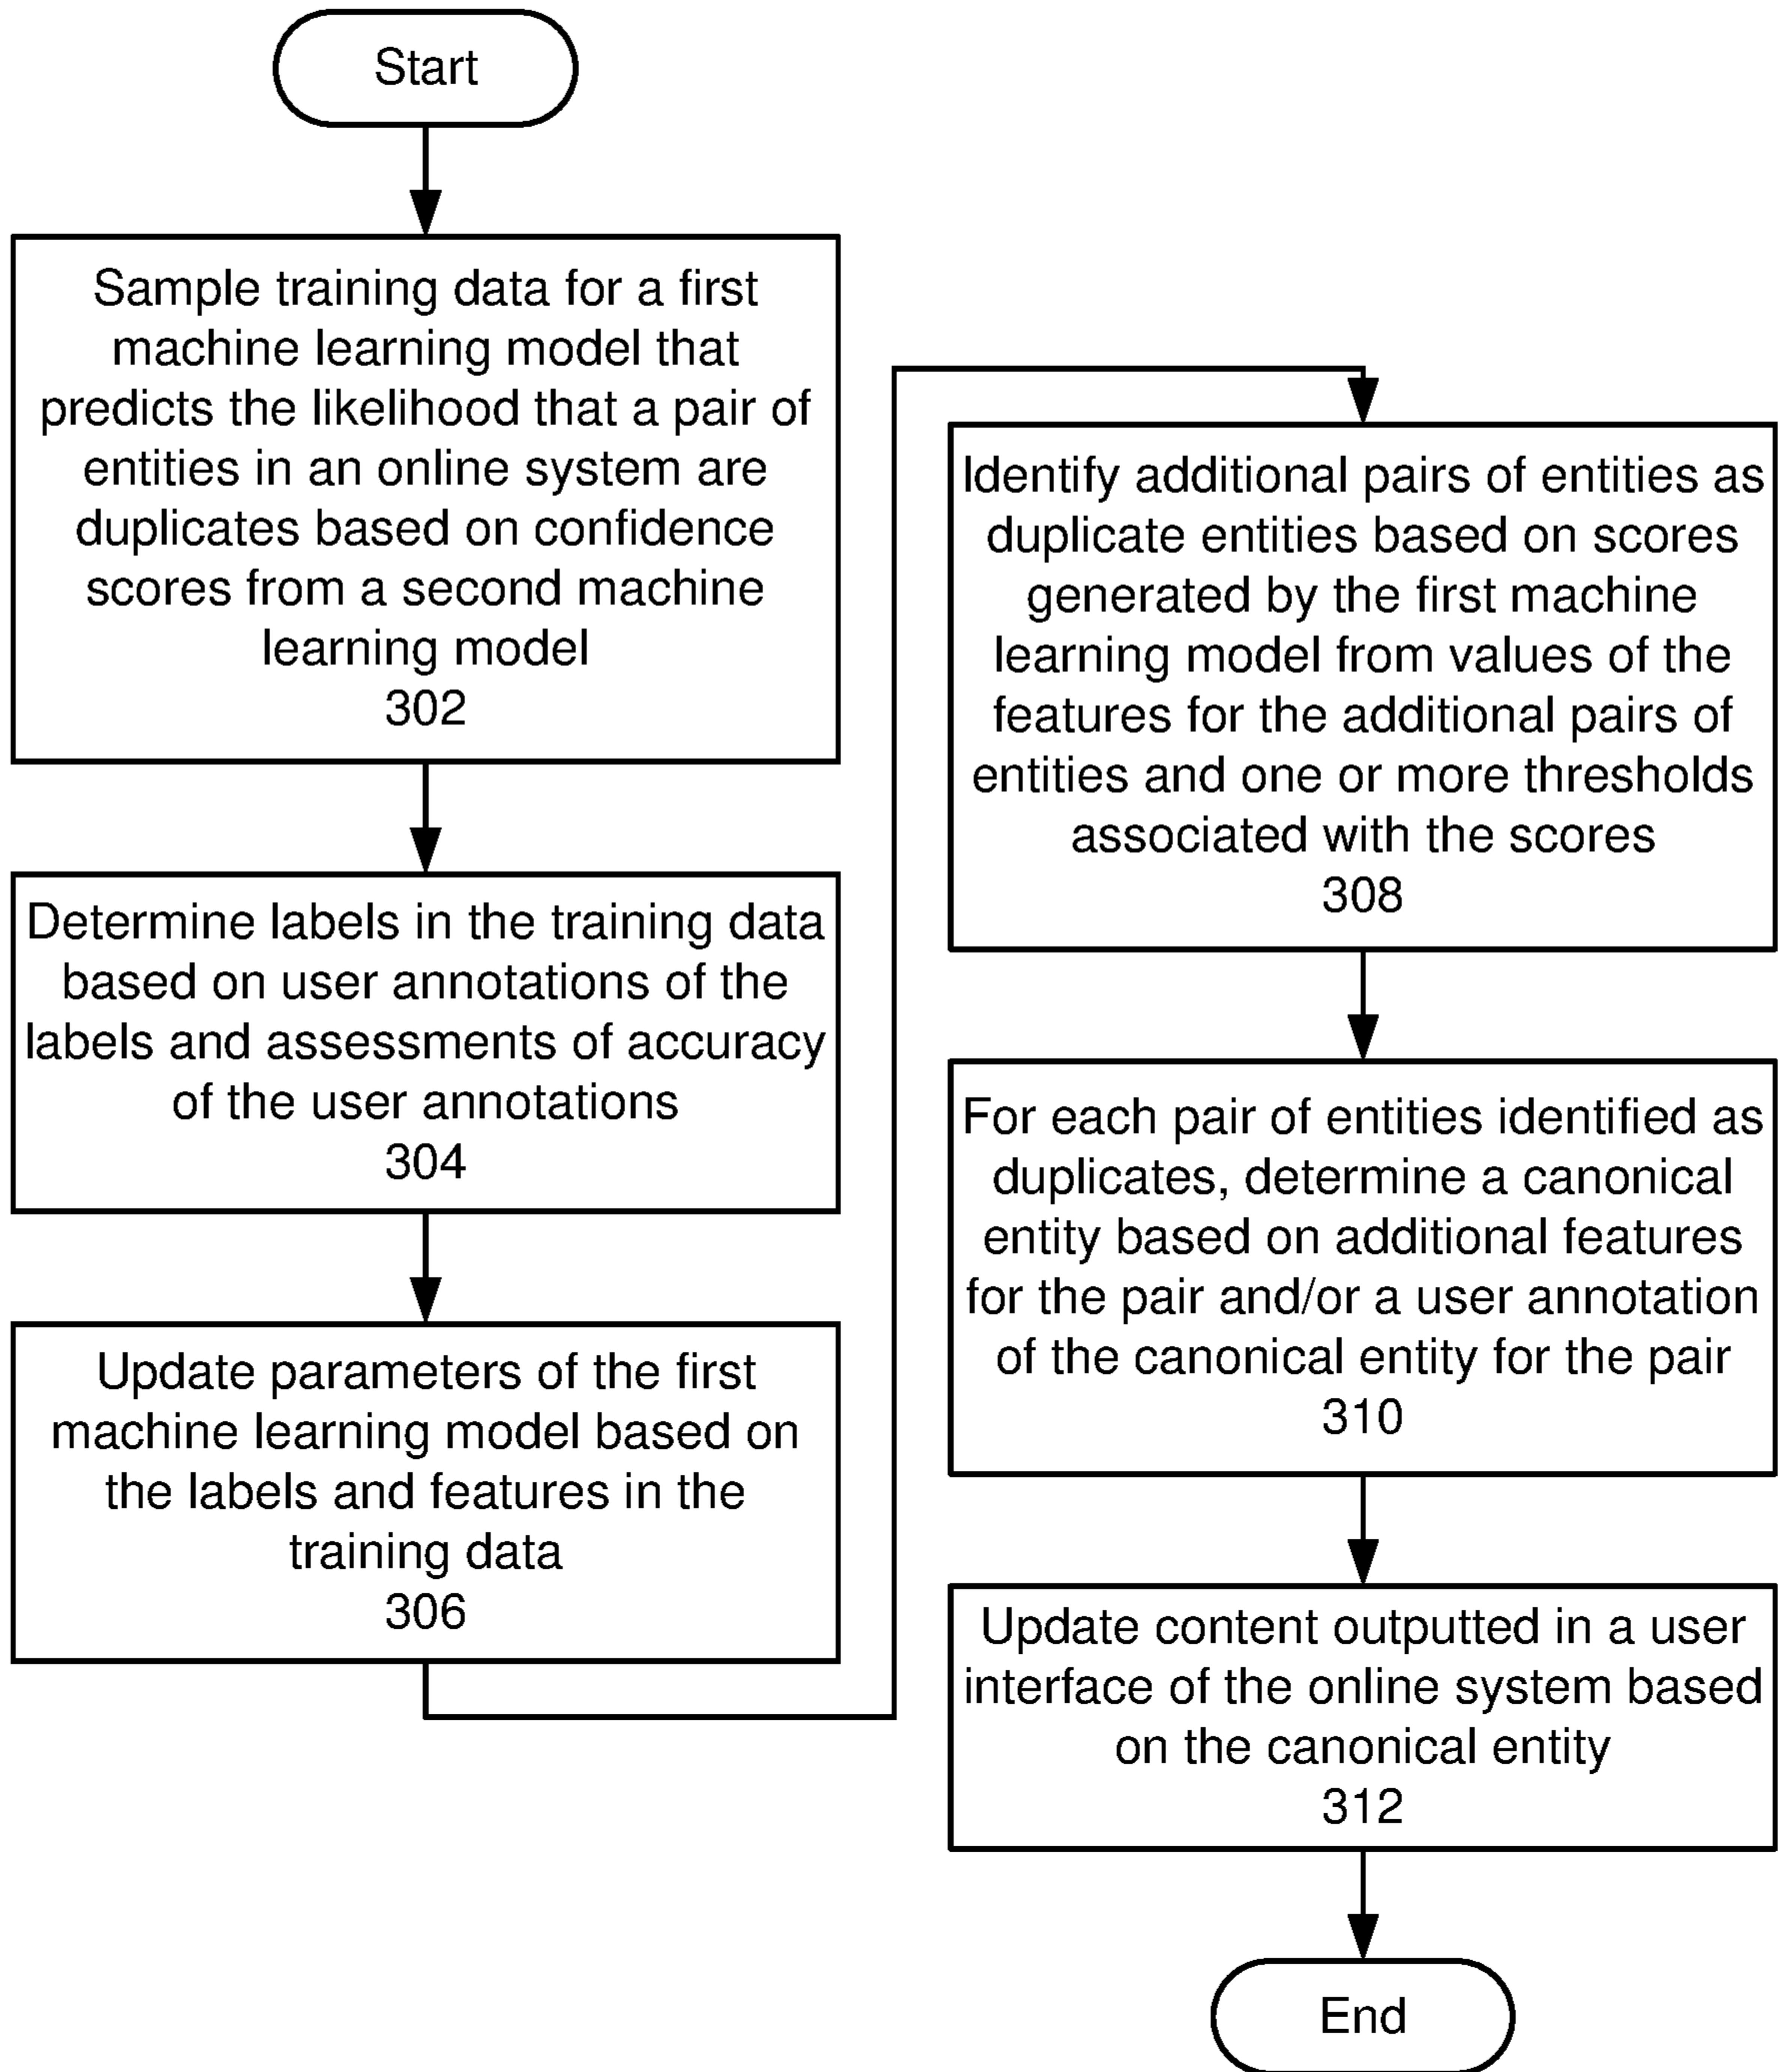 Start
Sample training data for a first
machine learning model that
predicts the likelihood that a pair of
entities in an online system are
duplicates based on confidence
scores from a second machine
learning model
302
Determine labels in the training data
based on user annotations of the
labels and assessments of accuracy
of the user annotations
304
Update parameters of the first
machine learning model based on
the labels and features in the
training data
306
Identify additional pairs of entities as
duplicate entities based on scores
generated by the first machine
learning model from values of the
features for the additional pairs of
entities and one or more thresholds
associated with the scores
308
For each pair of entities identified as
duplicates, determine a canonical
entity based on additional features
for the pair and/or a user annotation
of the canonical entity for the pair
310
Update content outputted in a user
interface of the online system based
on the canonical entity
312
End